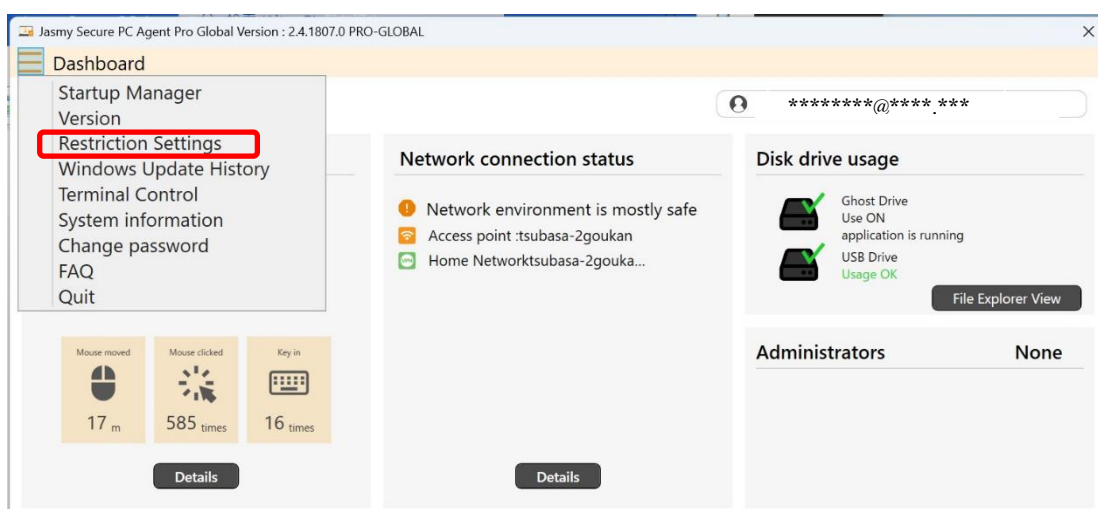 Jasmy Secure PC Agent Pro Global Version : 2.4.1807.0 PRO-GLOBAL
Dashboard
Startup Manager
Version
Restriction Settings
Windows Update History
Terminal Control
System information
Change password
FAQ
Quit
********@****.***
Mouse moved
17 m
Mouse clicked
585 times
Key in
16 times
Details
Network connection status
Network environment is mostly safe
Access point :tsubasa-2goukan
VPN
Home Networktsubasa-2gouka...
Details
Disk drive usage
Ghost Drive
Use ON
application is running
USB Drive
Usage OK
File Explorer View
Administrators None